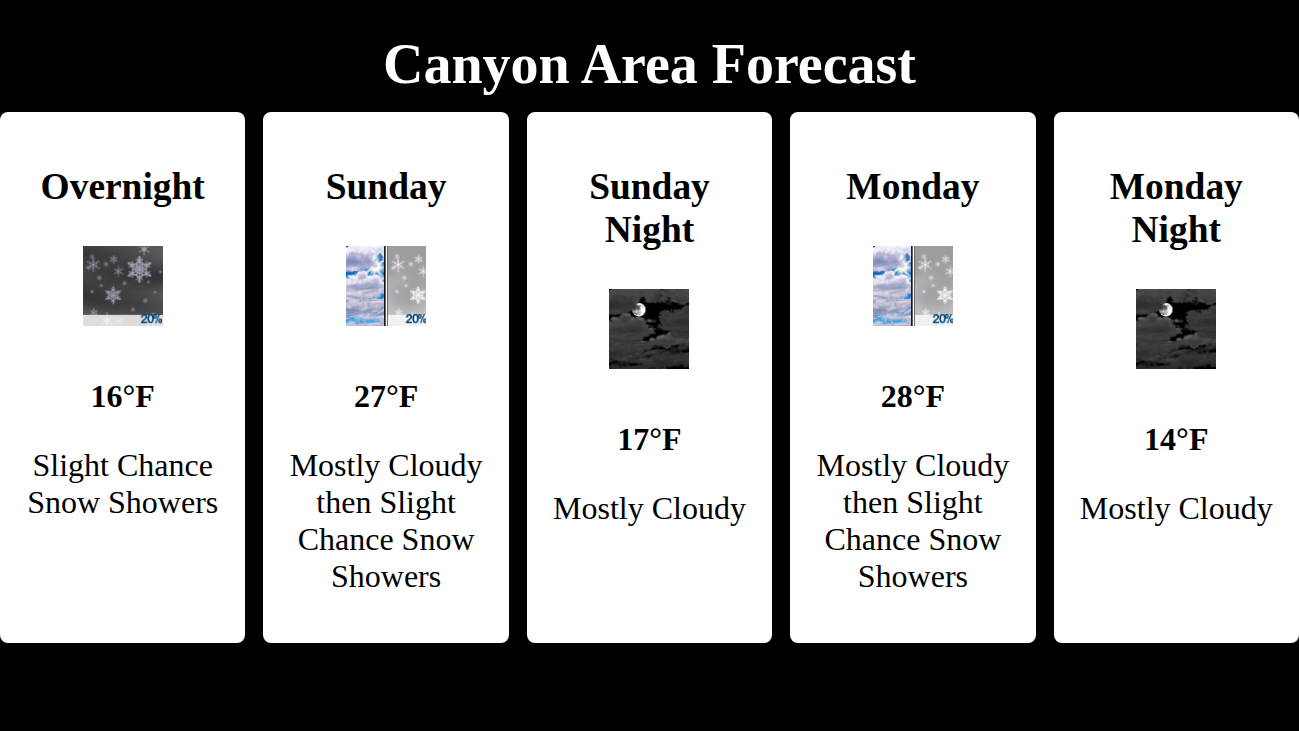 Canyon Area Forecast
Overnight
20%
16°F
Slight Chance
Snow Showers
Sunday
20%
27°F
Mostly Cloudy
then Slight
Chance Snow
Showers
Sunday
Night
17°F
Mostly Cloudy
Monday
20%
28°F
Mostly Cloudy
then Slight
Chance Snow
Showers
Monday
Night
14°F
Mostly Cloudy